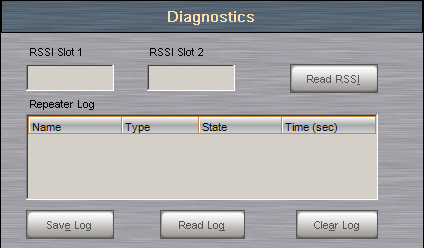 Diagnostics
RSSI Slot 1 RSSI Slot 2
Read RSSI
Repeater Log
Name Type State Time (sec)
Save Log Read Log Clear Log